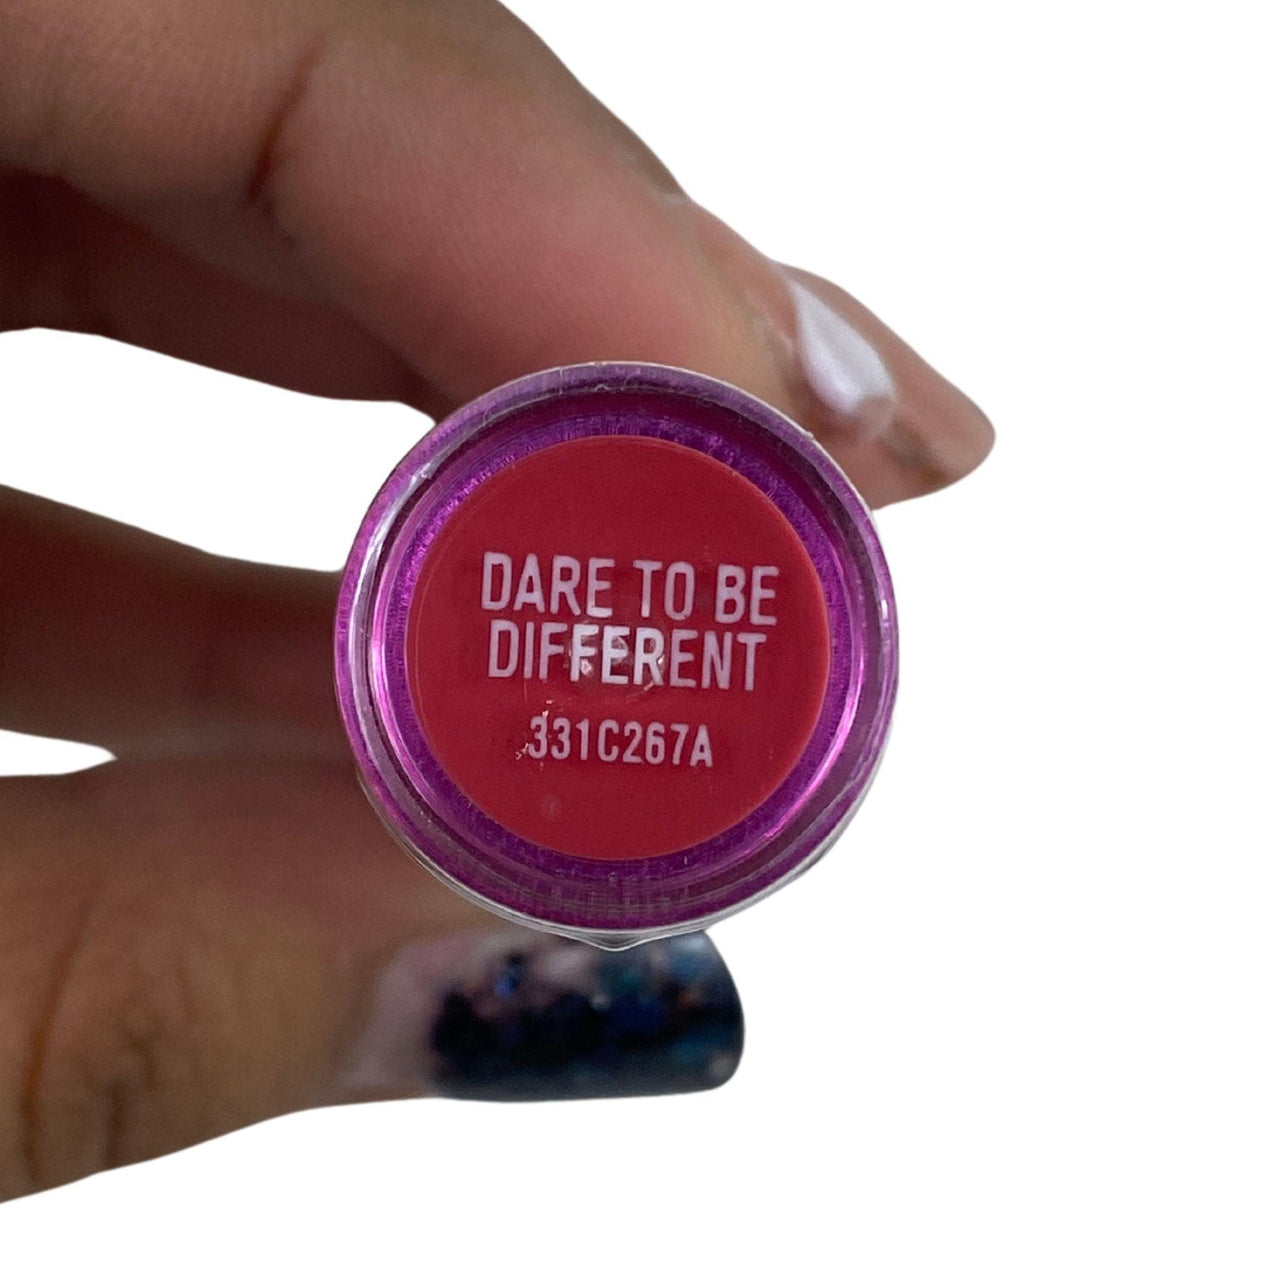 DARE TO BE
DIFFERENT
331C267A